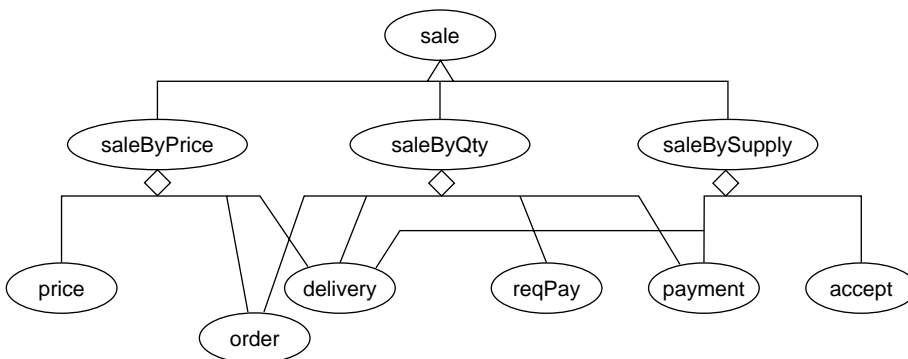 sale
saleByPrice
saleByQty
saleBySupply
price
delivery
reqPay
payment
accept
order